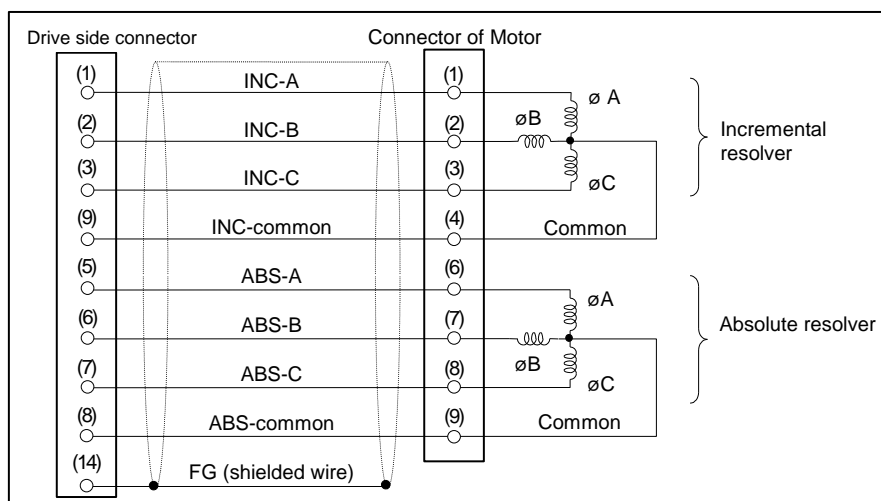 Drive side connector
Connector of Motor
(1)
INC-A
(1)
ø A
(2)
INC-B
(2)
øB
Incremental
resolver
(3)
INC-C
(3)
øC
(9)
INC-common
(4)
Common
(5)
ABS-A
(6)
øA
(6)
ABS-B
(7)
øB
Absolute resolver
(7)
ABS-C
(8)
øC
(8)
ABS-common
(9)
Common
(14)
FG (shielded wire)